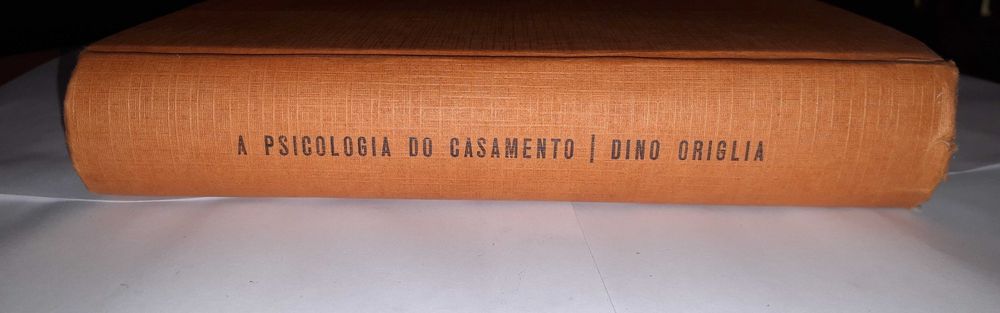 A PSICOLOGIA DO CASAMENTO | DINO ORIGLIA